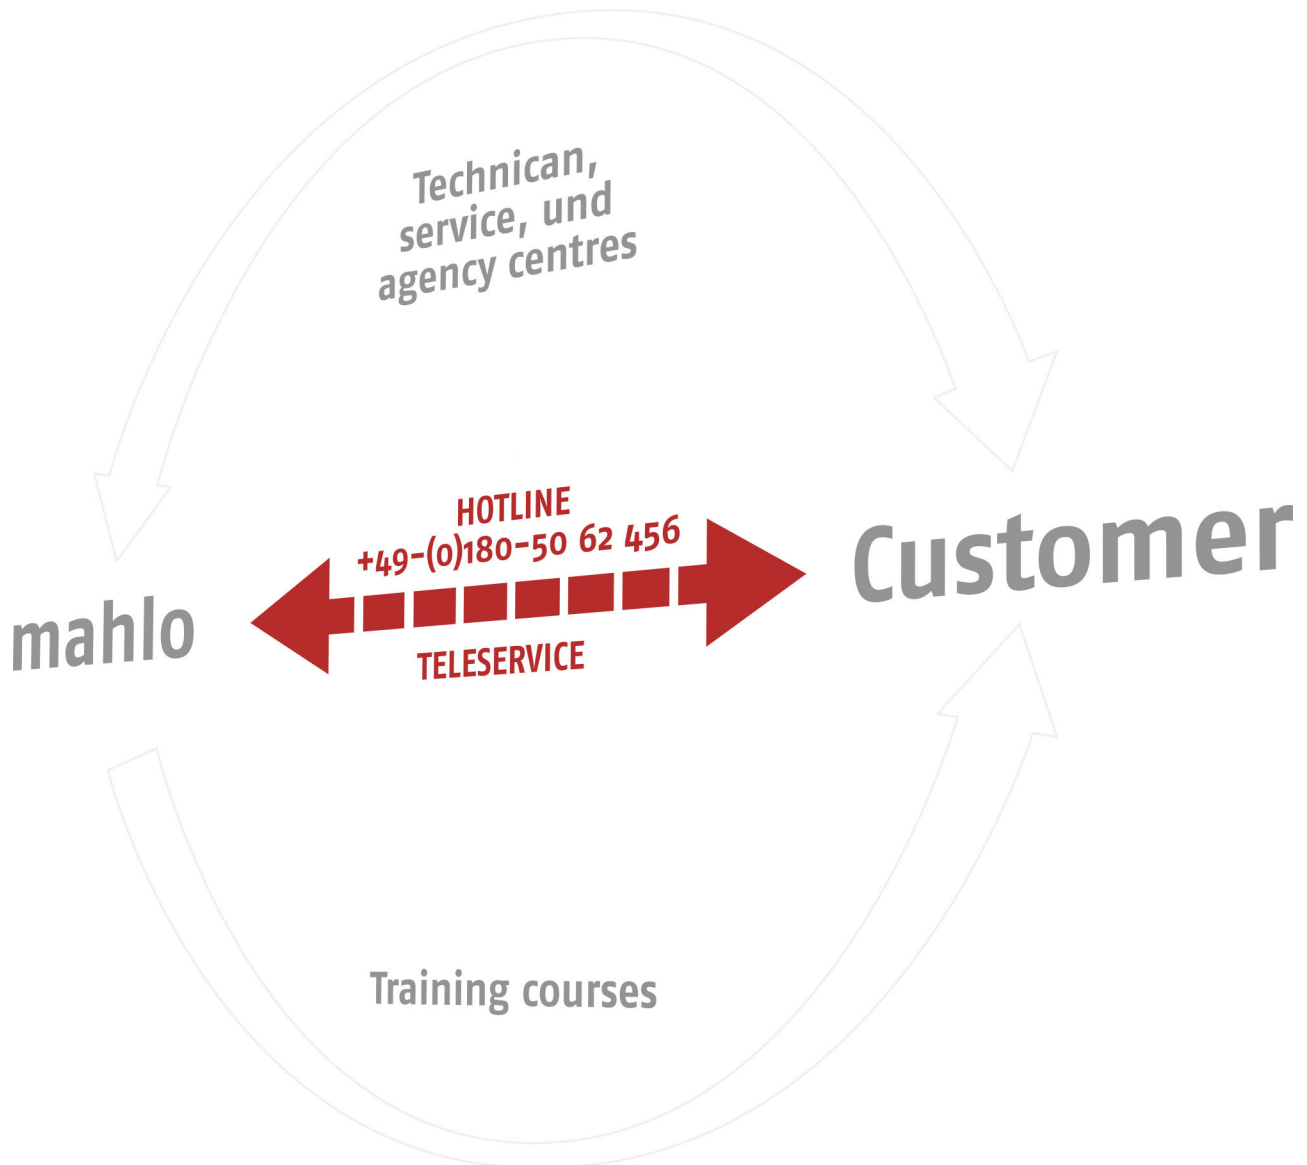 Technican,
service, und
agency centres
HOTLINE
+49-(0)180-50 62 456
mahlo
Customer
TELESERVICE
Training courses